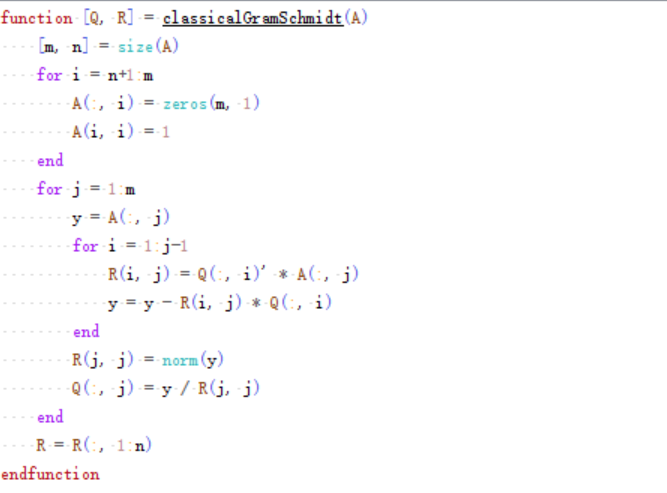 function [Q, R] = classicalGramSchmidt(A)
    [m, n] = size(A)
    for i = n+1:m
        A(:, i) = zeros(m, 1)
        A(i, i) = 1
    end
    for j = 1:m
        y = A(:, j)
        for i = 1:j-1
            R(i, j) = Q(:, i)' * A(:, j)
            y = y - R(i, j) * Q(:, i)
        end
        R(j, j) = norm(y)
        Q(:, j) = y / R(j, j)
    end
    R = R(:, 1:n)
endfunction